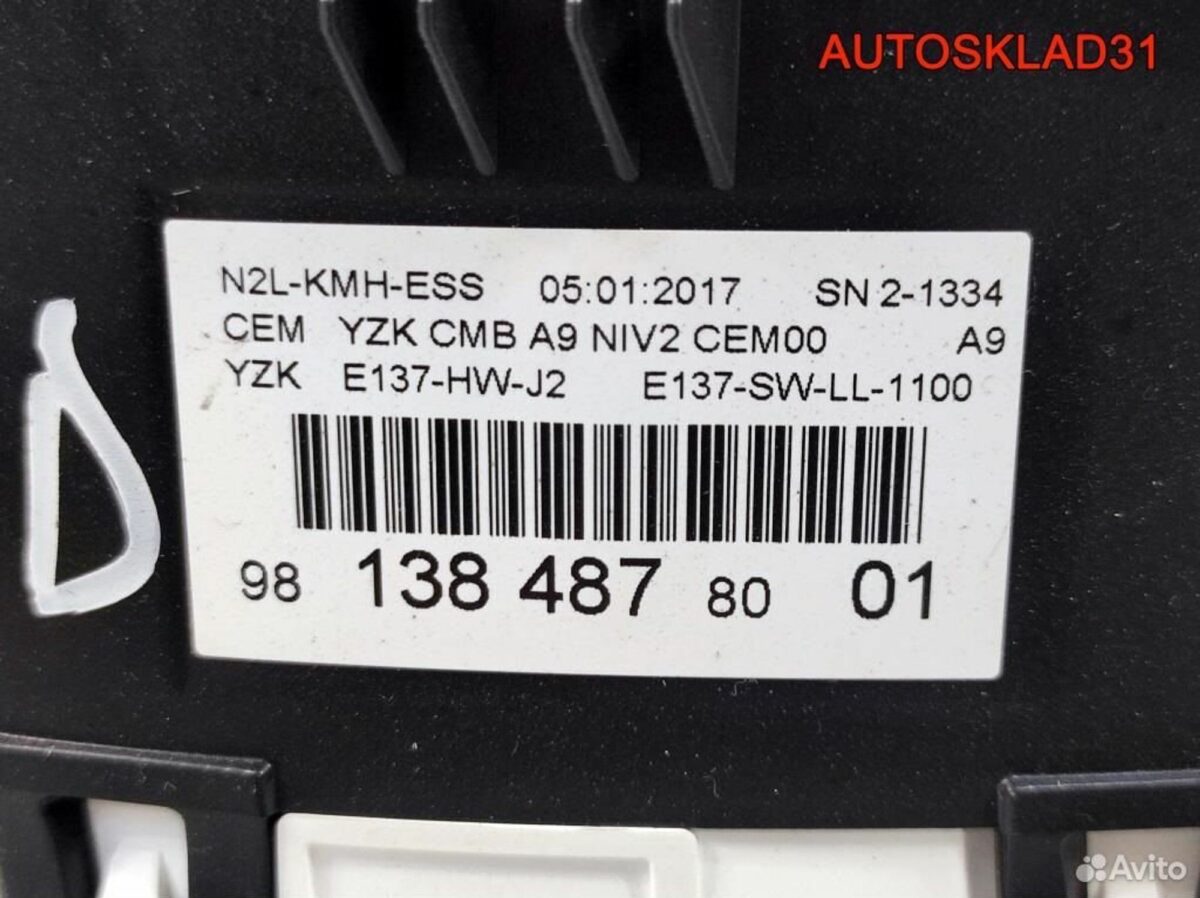 AUTOSKLAD31
N2L-KMH-ESS 05:01:2017 SN 2-1334
CEM YZK CMB A9 NIV2 CEM00 A9
YZK E137-HW-J2 E137-SW-LL-1100
98 138 487 80 01
Avito